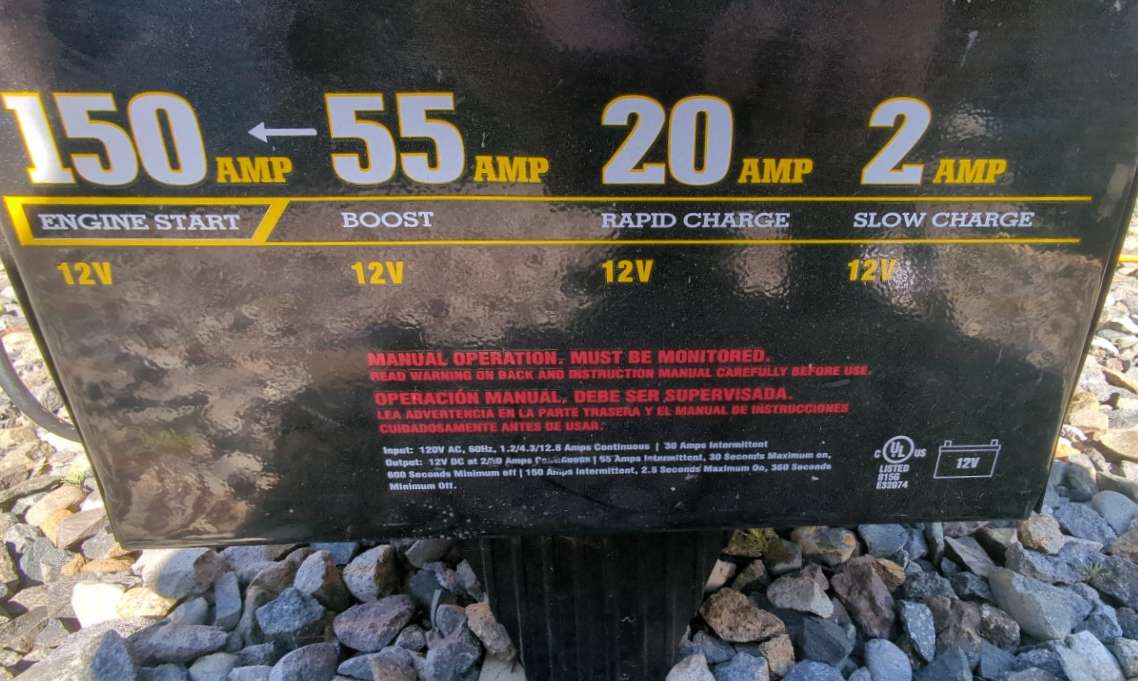 150 AMP ← 55 AMP 20 AMP 2 AMP
ENGINE START BOOST RAPID CHARGE SLOW CHARGE
12V 12V 12V 12V
MANUAL OPERATION. MUST BE MONITORED.
READ WARNING ON BACK AND INSTRUCTION MANUAL CAREFULLY BEFORE USE.
OPERACIÓN MANUAL, DEBE SER SUPERVISADA.
LEA ADVERTENCIA EN LA PARTE TRASERA Y EL MANUAL DE INSTRUCCIONES
CUIDADOSAMENTE ANTES DE USAR.
Input: 120V AC, 60Hz, 1.2/4.3/12.5 Amps Continuous | 30 Amps Intermittent
Output: 12V DC at 2/20 Amps Continuous | 55 Amps Intermittent, 30 Seconds Maximum on,
600 Seconds Minimum off | 150 Amps Intermittent, 2.5 Seconds Maximum On, 360 Seconds
Minimum Off.
C UL US
LISTED
8156
E32074
12V